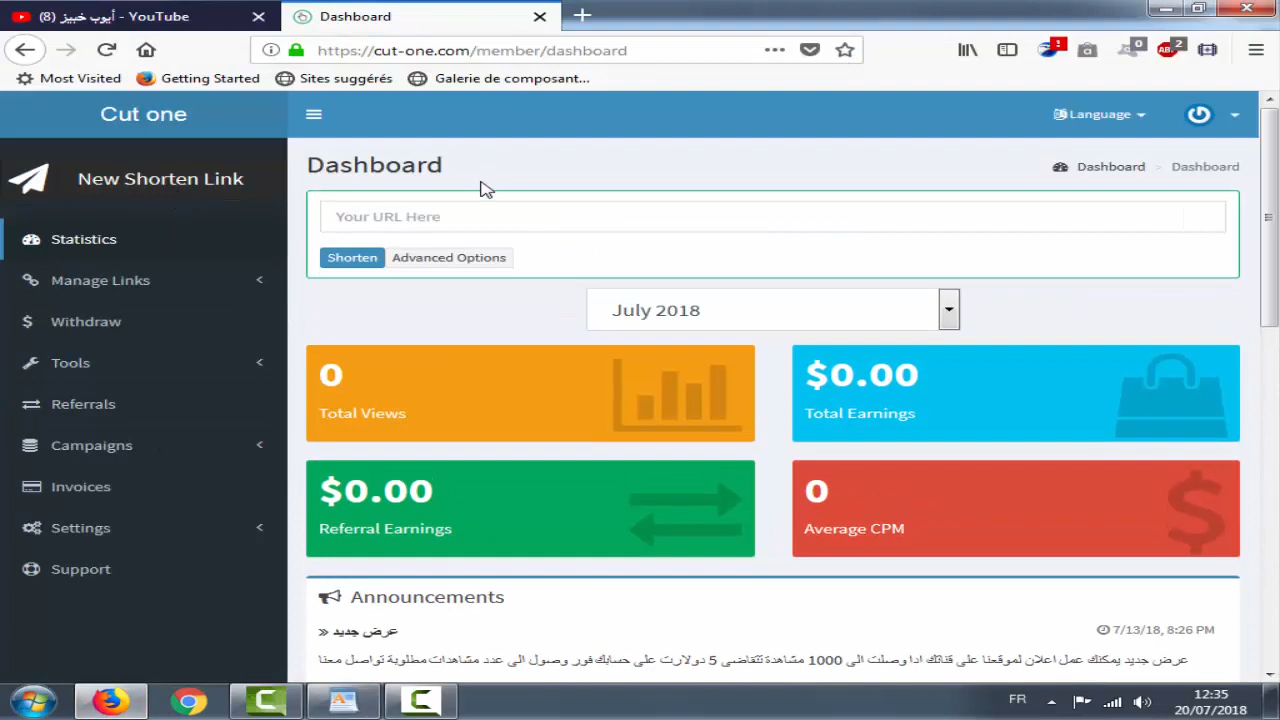 (8) أيوب خبيز - YouTube
Dashboard
https://cut-one.com/member/dashboard
0
ABP
2
Most Visited
Getting Started
Sites suggérés
Galerie de composant...
Cut one
Language
New Shorten Link
Dashboard
Dashboard > Dashboard
Your URL Here
Statistics
Shorten
Advanced Options
Manage Links
July 2018
Withdraw
Tools
Referrals
Campaigns
Invoices
Settings
Support
0
Total Views
$0.00
Total Earnings
$0.00
Referral Earnings
0
Average CPM
Announcements
عرض جديد »
7/13/18, 8:26 PM
عرض جديد يمكنك عمل اعلان لموقعنا على قناتك ادا وصلت الى 1000 مشاهدة تتقاضى 5 دولارت على حسابك فور وصول الى عدد مشاهدات مطلوبة تواصل معنا
FR
12:35
20/07/2018